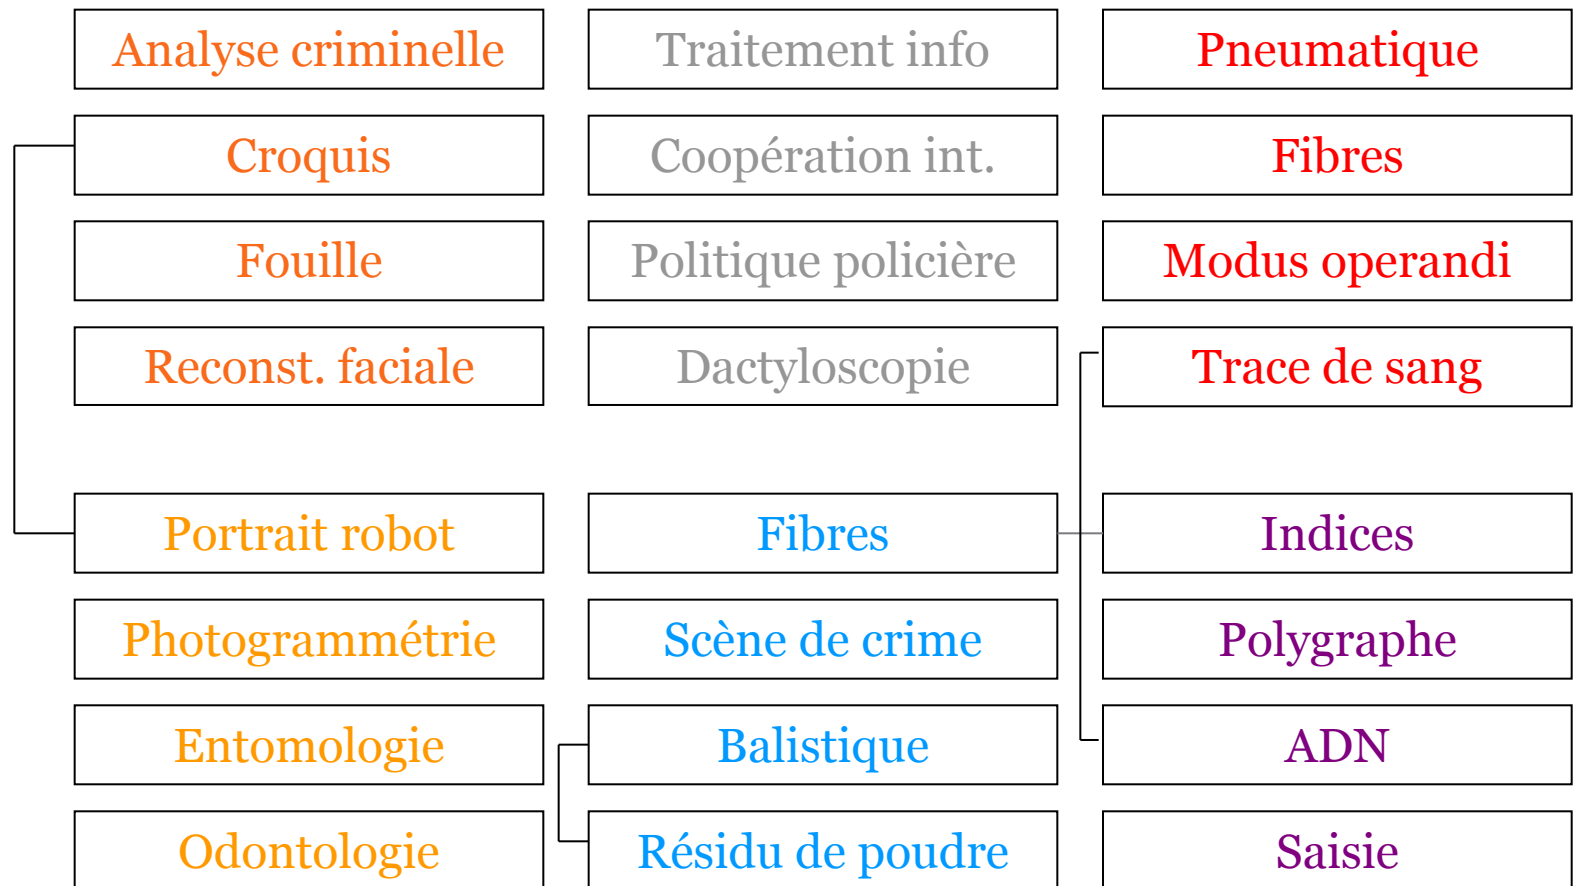 Analyse criminelle
Traitement info
Pneumatique
Croquis
Coopération int.
Fibres
Fouille
Politique policière
Modus operandi
Reconst. faciale
Dactyloscopie
Trace de sang
Portrait robot
Fibres
Indices
Photogrammétrie
Scène de crime
Polygraphe
Entomologie
Balistique
ADN
Odontologie
Résidu de poudre
Saisie